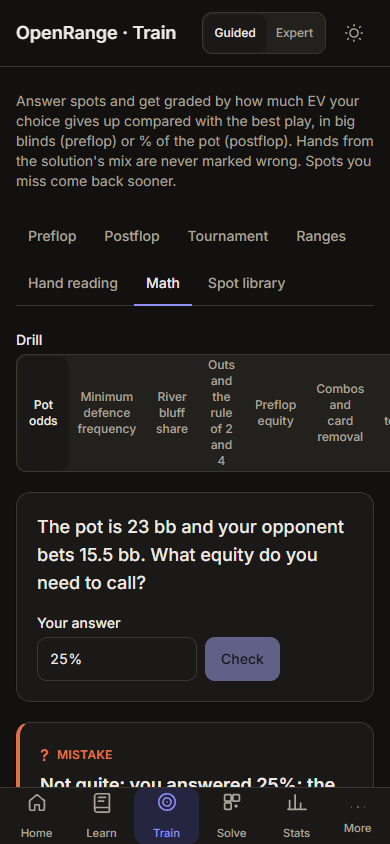 OpenRange · Train
Guided
Expert
Answer spots and get graded by how much EV your
choice gives up compared with the best play, in big
blinds (preflop) or % of the pot (postflop). Hands from
the solution's mix are never marked wrong. Spots you
miss come back sooner.
Preflop
Postflop
Tournament
Ranges
Hand reading
Math
Spot library
Drill
Pot
odds
Minimum
defence
frequency
River
bluff
share
Outs
and
the
rule
of 2
and
4
Preflop
equity
Combos
and
card
removal
The pot is 23 bb and your opponent
bets 15.5 bb. What equity do you
need to call?
Your answer
25%
Check
? MISTAKE
Not quite: you answered 25%; the
Home
Learn
Train
Solve
Stats
More